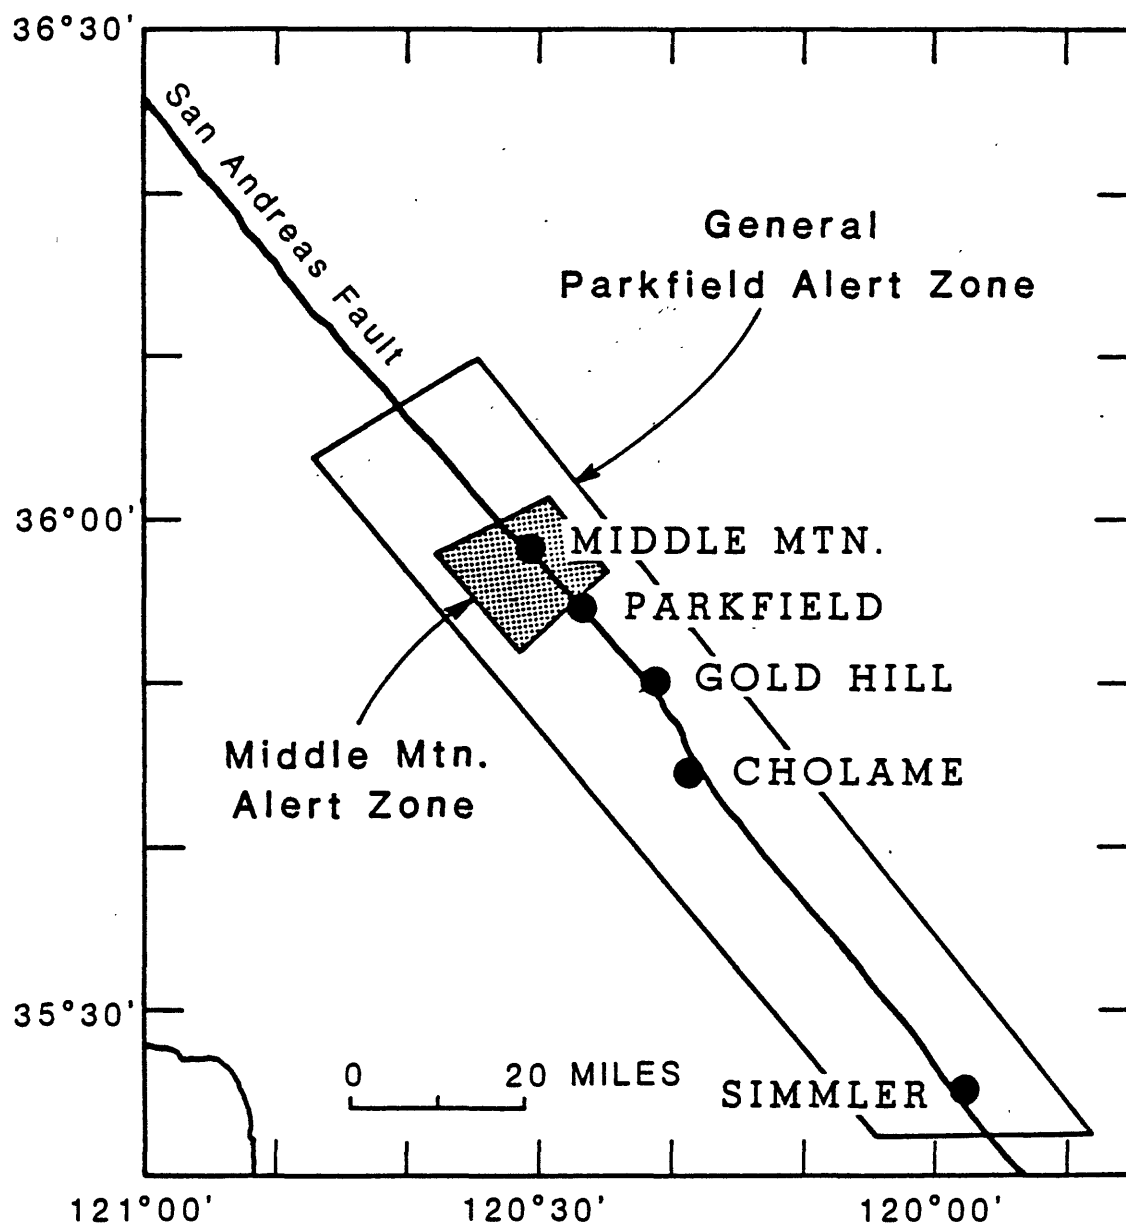 36°30'
San Andreas Fault
General
Parkfield Alert Zone
36°00'
MIDDLE MTN.
PARKFIELD
GOLD HILL
Middle Mtn.
Alert Zone
CHOLAME
35°30'
0 20 MILES
SIMMLER
121°00' 120°30' 120°00'